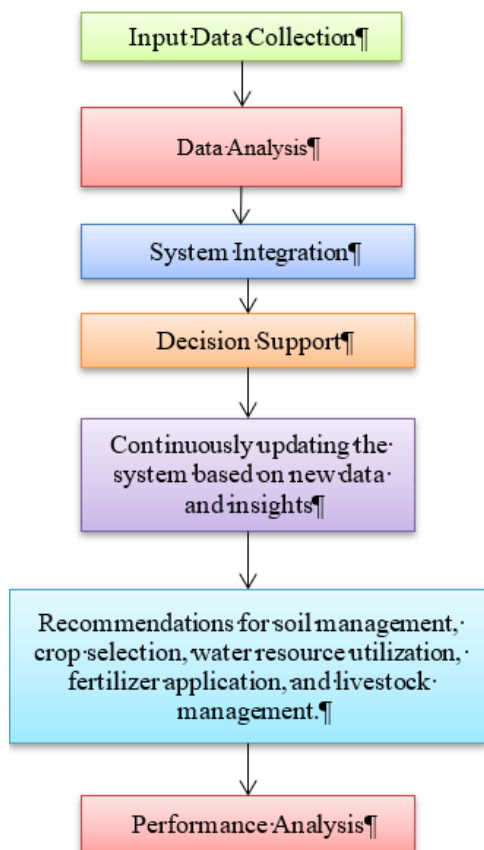 Input·Data·Collection¶
Data·Analysis¶
System·Integration¶
Decision·Support¶
Continuously·updating·the·
system·based·on·new·data·
and·insights¶
Recommendations·for·soil·management,·
crop·selection,·water·resource·utilization,·
fertilizer·application,·and·livestock·
management.¶
Performance·Analysis¶